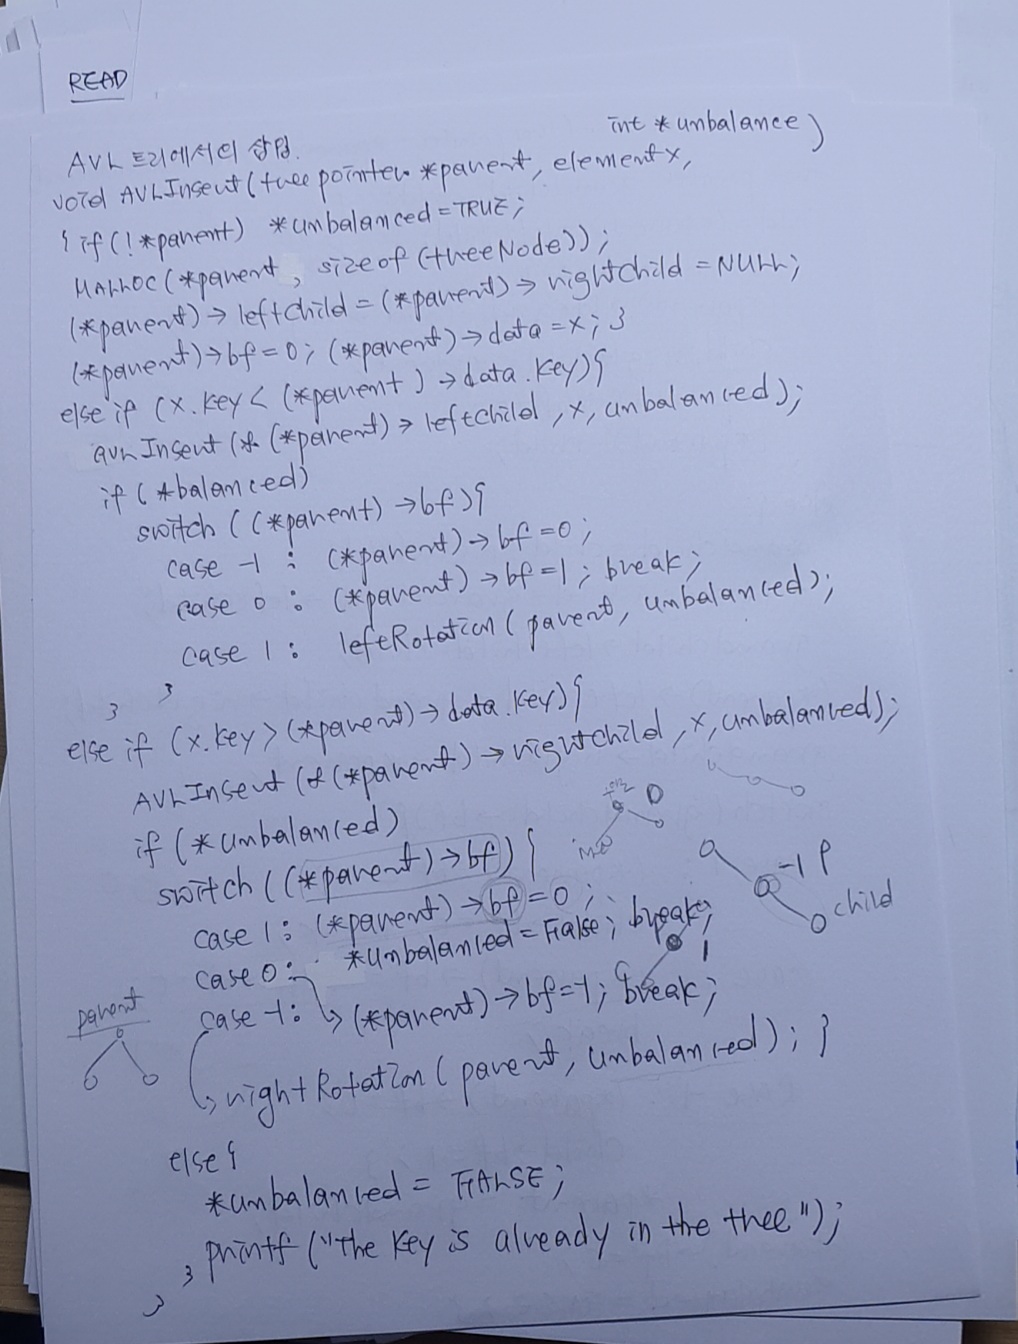 READ
AVL 트리에서의 삽입.
int *unbalance)
void AVLInsert(treepointer *parent, element x,
{ if(!*parent) *unbalanced=TRUE;
MALLOC(*parent, sizeof(treeNode));
(*parent)→leftchild=(*parent)→rightchild=NULL;
(*parent)→bf=0; (*parent)→data=x; }
else if (x.key<(*parent)→data.key){
avlInsert(&(*parent)→leftchild, x, unbalanced);
if(*balanced)
switch((*parent)→bf){
case -1 : (*parent)→bf=0;
case 0 : (*parent)→bf=1; break;
case 1 : leftRotation(parent, unbalanced);
}
}
else if (x.key>(*parent)→data.key){
AVLInsert(&(*parent)→rightchild, x, unbalanced);
if(*unbalanced)
switch((*parent)→bf){
case 1: (*parent)→bf=0;
*unbalanced=False; break;
case 0:
case -1: (*parent)→bf=-1; break;
rightRotation(parent, unbalanced); }
0
-1 P
child
1
parent
else{
*unbalanced = FALSE;
printf("the key is already in the tree");
}
}